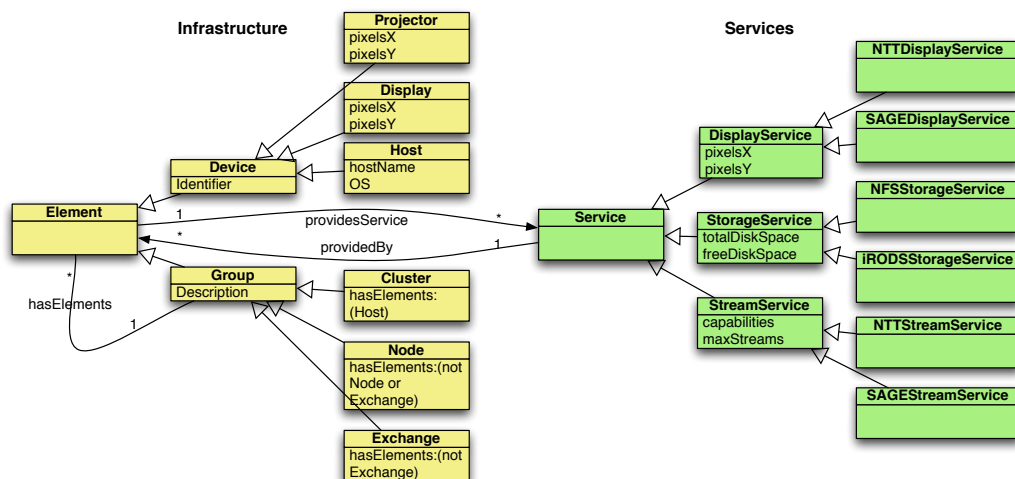 Infrastructure
Services
Projector
pixelsX
pixelsY
Display
pixelsX
pixelsY
Host
hostName
OS
Device
Identifier
Element
1
providesService
*
*
providedBy
1
*
hasElements
1
Group
Description
Cluster
hasElements:
(Host)
Node
hasElements:(not
Node or
Exchange)
Exchange
hasElements:(not
Exchange)
Service
DisplayService
pixelsX
pixelsY
StorageService
totalDiskSpace
freeDiskSpace
StreamService
capabilities
maxStreams
NTTDisplayService
SAGEDisplayService
NFSStorageService
iRODSStorageService
NTTStreamService
SAGEStreamService